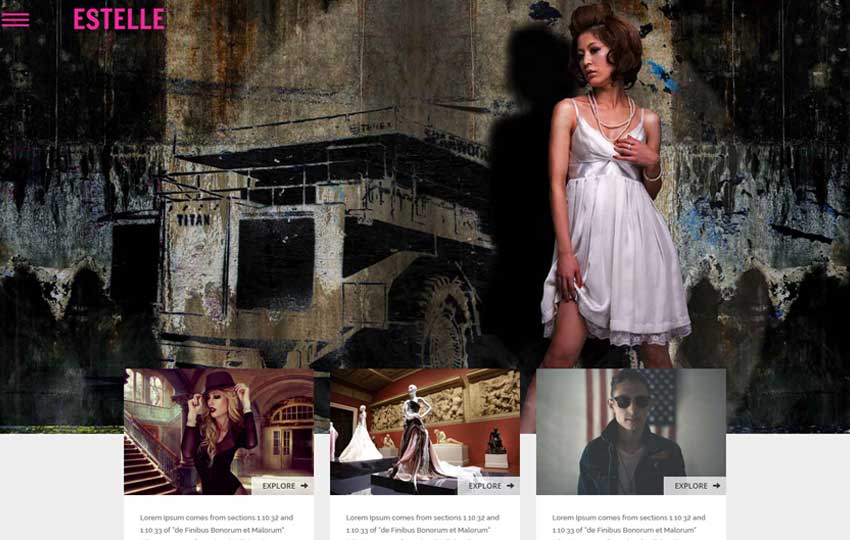 ESTELLE
TITAN
EXPLORE
EXPLORE
EXPLORE
Lorem Ipsum comes from sections 1.10.32 and
1.10.33 of "de Finibus Bonorum et Malorum"
Lorem Ipsum comes from sections 1.10.32 and
1.10.33 of "de Finibus Bonorum et Malorum"
Lorem Ipsum comes from sections 1.10.32 and
1.10.33 of "de Finibus Bonorum et Malorum"